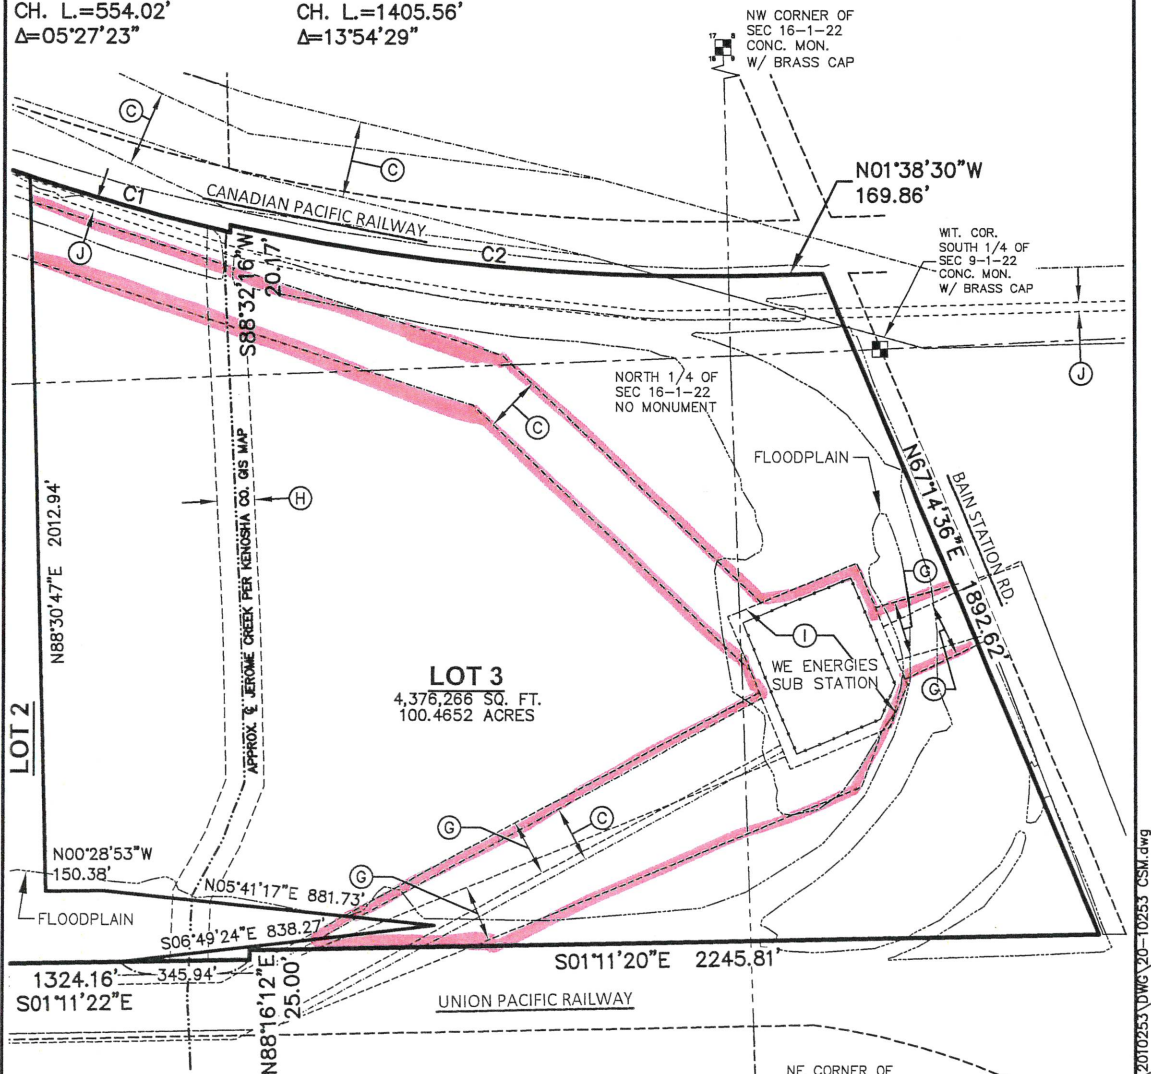 CH. L.=554.02'
Δ=05°27'23"
CH. L.=1405.56'
Δ=13°54'29"
NW CORNER OF
SEC 16-1-22
CONC. MON.
W/ BRASS CAP
17 8
16 9
N01°38'30"W
169.86'
WIT. COR.
SOUTH 1/4 OF
SEC 9-1-22
CONC. MON.
W/ BRASS CAP
C
C
C1
CANADIAN PACIFIC RAILWAY
C2
J
S88°32'16"W
20.17'
J
NORTH 1/4 OF
SEC 16-1-22
NO MONUMENT
C
FLOODPLAIN
N67°14'36"E 1892.62'
BAIN STATION RD.
H
N88°30'47"E 2012.94'
APPROX. ℄ JEROME CREEK PER KENOSHA CO. GIS MAP
G
I
WE ENERGIES
SUB STATION
G
LOT 3
4,376,266 SQ. FT.
100.4652 ACRES
LOT 2
G
C
G
N00°28'53"W
150.38'
N05°41'17"E 881.73'
FLOODPLAIN
S06°49'24"E 838.27'
1324.16'
345.94'
S01°11'22"E
N88°16'12"E
25.00'
S01°11'20"E 2245.81'
UNION PACIFIC RAILWAY
NE CORNER OF
2010253\DWG\20-10253 CSM.dwg